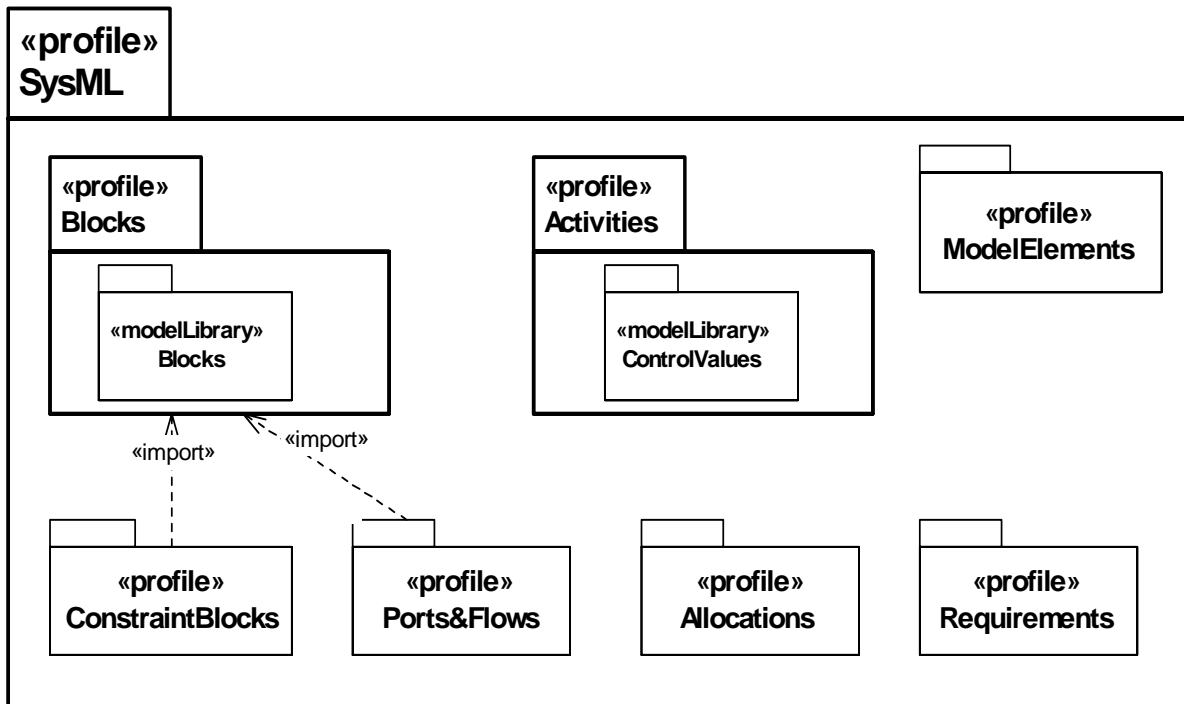 «profile»
SysML
«profile»
Blocks
«modelLibrary»
Blocks
«profile»
Activities
«modelLibrary»
ControlValues
«profile»
ModelElements
«import»
«import»
«profile»
ConstraintBlocks
«profile»
Ports&Flows
«profile»
Allocations
«profile»
Requirements